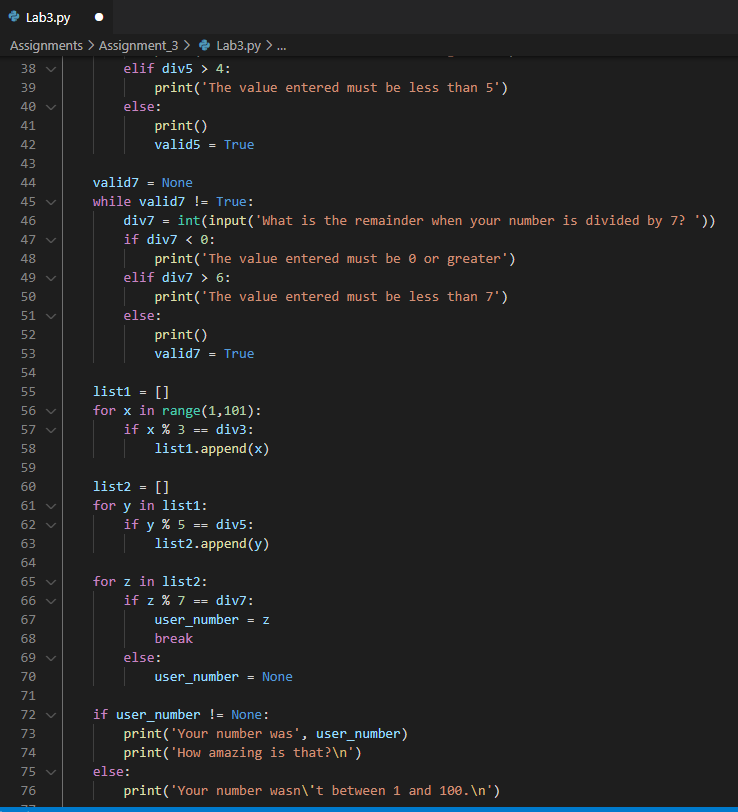 Lab3.py
Assignments > Assignment_3 > Lab3.py > ...
38 elif div5 > 4:
39 print('The value entered must be less than 5')
40 else:
41 print()
42 valid5 = True
43
44 valid7 = None
45 while valid7 != True:
46 div7 = int(input('What is the remainder when your number is divided by 7? '))
47 if div7 < 0:
48 print('The value entered must be 0 or greater')
49 elif div7 > 6:
50 print('The value entered must be less than 7')
51 else:
52 print()
53 valid7 = True
54
55 list1 = []
56 for x in range(1,101):
57 if x % 3 == div3:
58 list1.append(x)
59
60 list2 = []
61 for y in list1:
62 if y % 5 == div5:
63 list2.append(y)
64
65 for z in list2:
66 if z % 7 == div7:
67 user_number = z
68 break
69 else:
70 user_number = None
71
72 if user_number != None:
73 print('Your number was', user_number)
74 print('How amazing is that?\n')
75 else:
76 print('Your number wasn\'t between 1 and 100.\n')